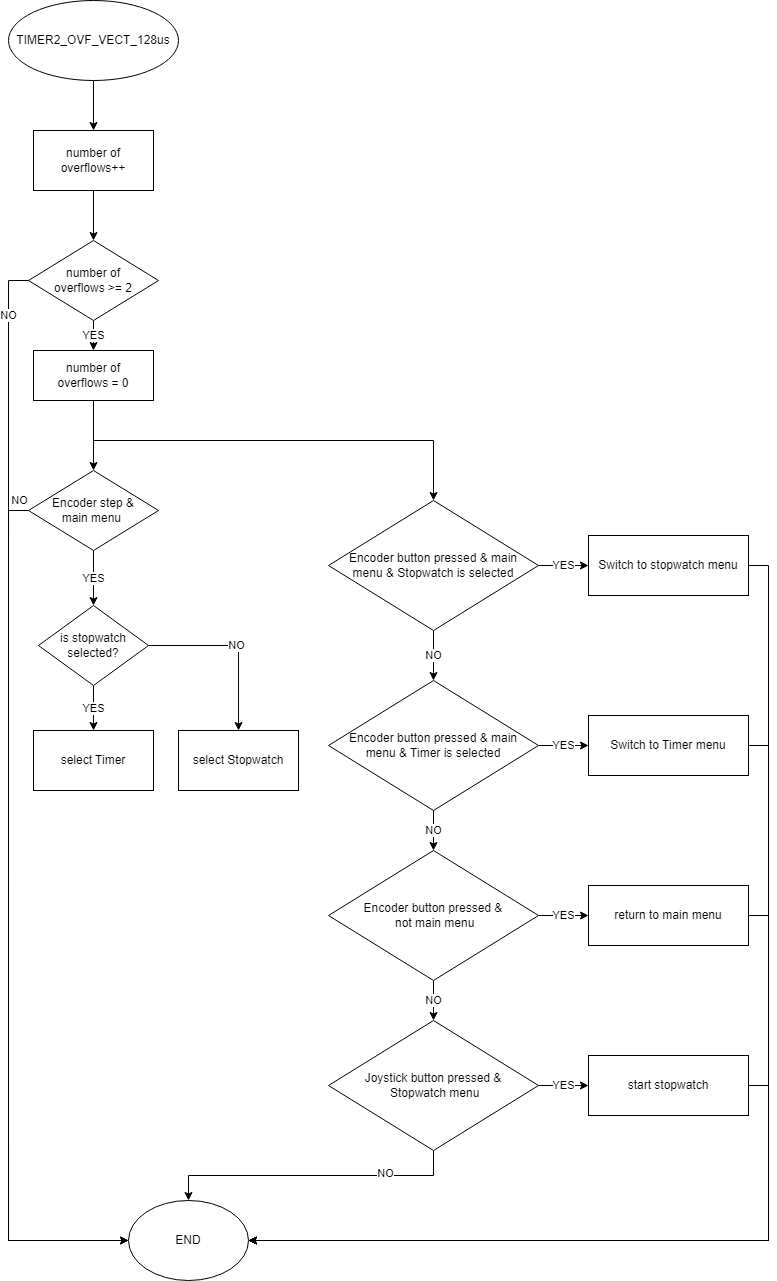 TIMER2_OVF_VECT_128us
number of
overflows++
number of
overflows >= 2
NO
YES
number of
overflows = 0
NO
Encoder step &
main menu
YES
is stopwatch
selected?
NO
YES
select Timer
select Stopwatch
Encoder button pressed & main
menu & Stopwatch is selected
YES
Switch to stopwatch menu
NO
Encoder button pressed & main
menu & Timer is selected
YES
Switch to Timer menu
NO
Encoder button pressed &
not main menu
YES
return to main menu
NO
Joystick button pressed &
Stopwatch menu
YES
start stopwatch
NO
END